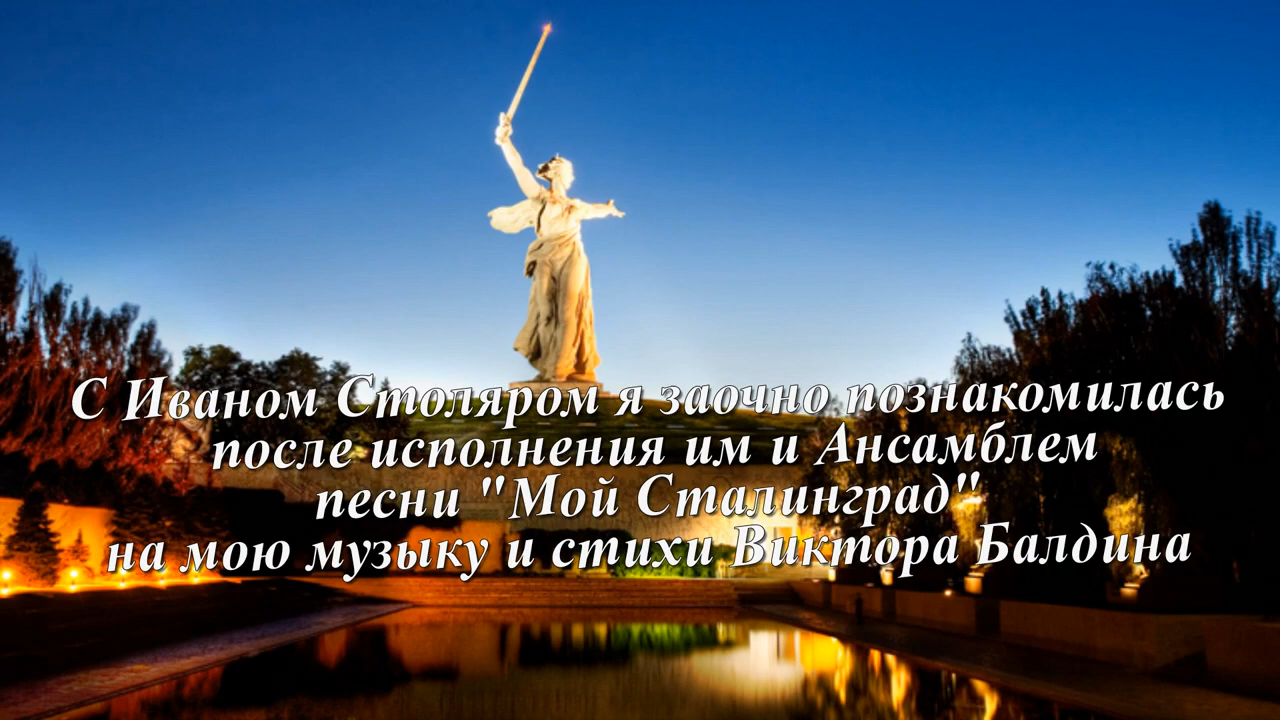 С Иваном Столяром я заочно познакомилась
после исполнения им и Ансамблем
песни "Мой Сталинград"
на мою музыку и стихи Виктора Балдина